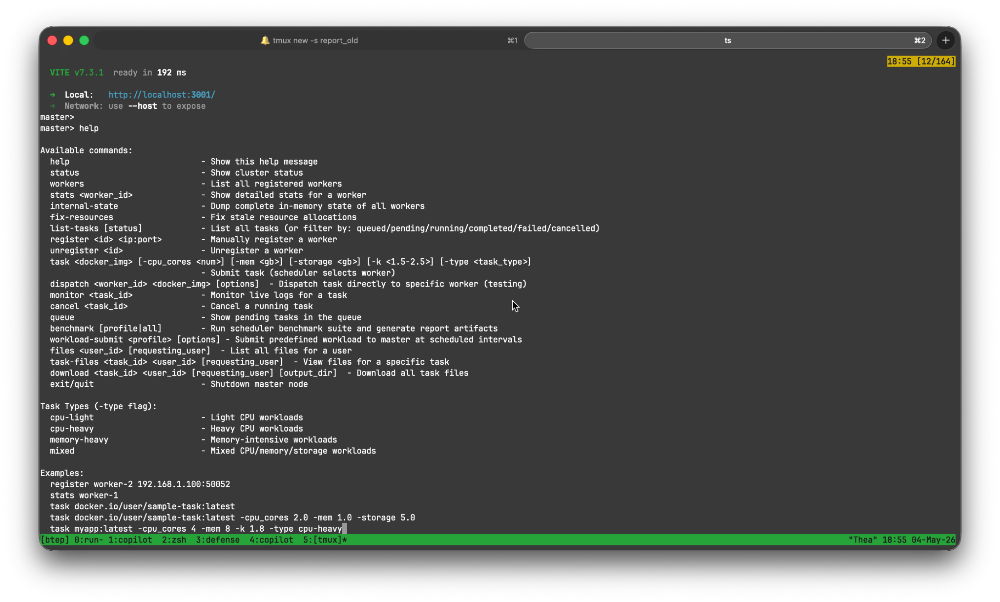 🔔 tmux new -s report_old ⌘1 ts ⌘2 +
18:55 [12/164]
VITE v7.3.1  ready in 192 ms
➜  Local:   http://localhost:3001/
➜  Network: use --host to expose
master>
master> help
Available commands:
  help                           - Show this help message
  status                         - Show cluster status
  workers                        - List all registered workers
  stats <worker_id>              - Show detailed stats for a worker
  internal-state                 - Dump complete in-memory state of all workers
  fix-resources                  - Fix stale resource allocations
  list-tasks [status]            - List all tasks (or filter by: queued/pending/running/completed/failed/cancelled)
  register <id> <ip:port>        - Manually register a worker
  unregister <id>                - Unregister a worker
  task <docker_img> [-cpu_cores <num>] [-mem <gb>] [-storage <gb>] [-k <1.5-2.5>] [-type <task_type>]
                                 - Submit task (scheduler selects worker)
  dispatch <worker_id> <docker_img> [options]  - Dispatch task directly to specific worker (testing)
  monitor <task_id>              - Monitor live logs for a task
  cancel <task_id>               - Cancel a running task
  queue                          - Show pending tasks in the queue
  benchmark [profile|all]        - Run scheduler benchmark suite and generate report artifacts
  workload-submit <profile> [options] - Submit predefined workload to master at scheduled intervals
  files <user_id> [requesting_user]  - List all files for a user
  task-files <task_id> <user_id> [requesting_user]  - View files for a specific task
  download <task_id> <user_id> [requesting_user] [output_dir]  - Download all task files
  exit/quit                      - Shutdown master node
Task Types (-type flag):
  cpu-light                      - Light CPU workloads
  cpu-heavy                      - Heavy CPU workloads
  memory-heavy                   - Memory-intensive workloads
  mixed                          - Mixed CPU/memory/storage workloads
Examples:
  register worker-2 192.168.1.100:50052
  stats worker-1
  task docker.io/user/sample-task:latest
  task docker.io/user/sample-task:latest -cpu_cores 2.0 -mem 1.0 -storage 5.0
  task myapp:latest -cpu_cores 4 -mem 8 -k 1.8 -type cpu-heavy
[btep] 0:run- 1:copilot  2:zsh  3:defense  4:copilot  5:[tmux]* "Thea" 18:55 04-May-26